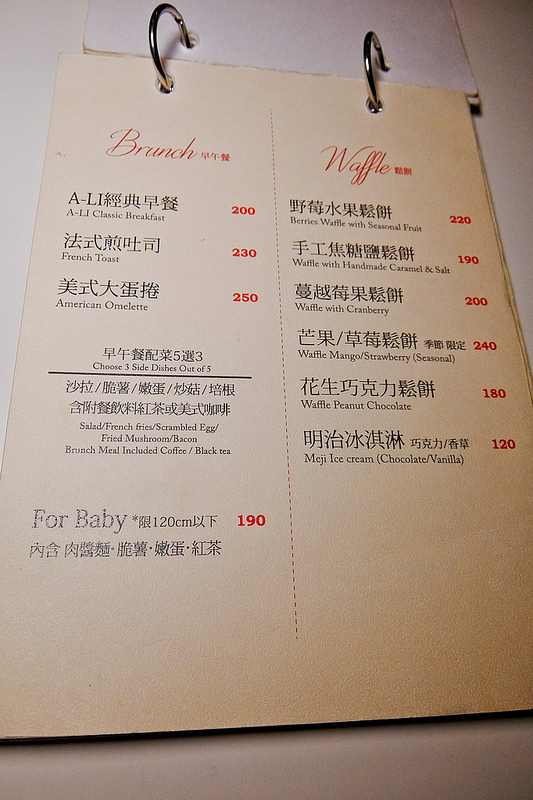 Brunch 早午餐
A-LI經典早餐 200
A-LI Classic Breakfast
法式煎吐司 230
French Toast
美式大蛋捲 250
American Omelette
早午餐配菜5選3
Choose 3 Side Dishes Out of 5
沙拉/脆薯/嫩蛋/炒菇/培根
含附餐飲料紅茶或美式咖啡
Salad/French fries/Scrambled Egg/
Fried Mushroom/Bacon
Brunch Meal Included Coffee / Black tea
For Baby *限120cm以下 190
內含 肉醬麵·脆薯·嫩蛋·紅茶
Waffle 鬆餅
野莓水果鬆餅 220
Berries Waffle with Seasonal Fruit
手工焦糖鹽鬆餅 190
Waffle with Handmade Caramel & Salt
蔓越莓果鬆餅 200
Waffle with Cranberry
芒果/草莓鬆餅 季節 限定 240
Waffle Mango/Strawberry (Seasonal)
花生巧克力鬆餅 180
Waffle Peanut Chocolate
明治冰淇淋 巧克力/香草 120
Meji Ice cream (Chocolate/Vanilla)